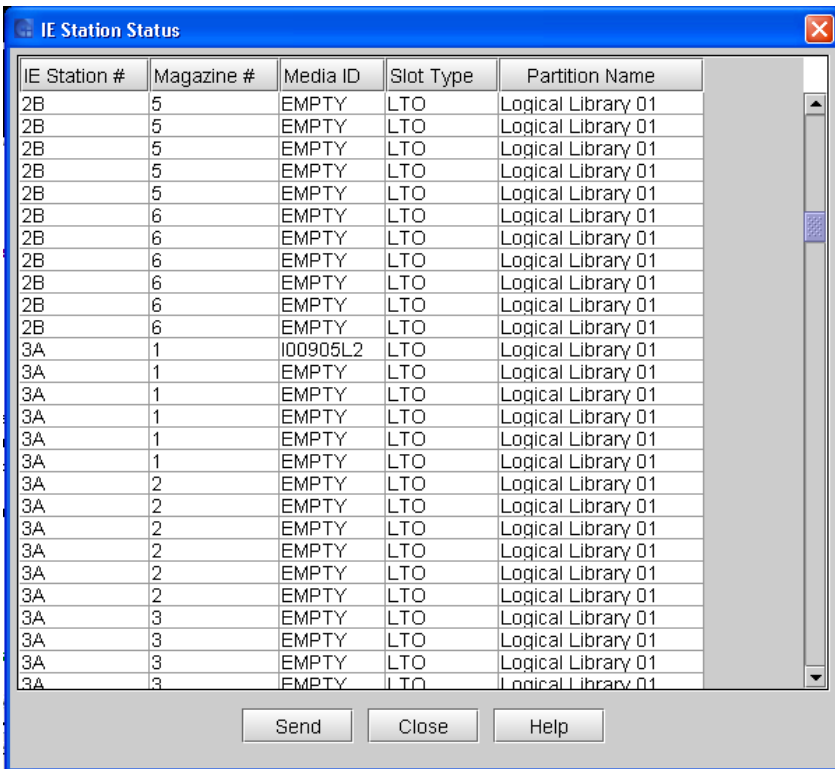 IE Station Status
IE Station # Magazine # Media ID Slot Type Partition Name
2B 5 EMPTY LTO Logical Library 01
2B 5 EMPTY LTO Logical Library 01
2B 5 EMPTY LTO Logical Library 01
2B 5 EMPTY LTO Logical Library 01
2B 5 EMPTY LTO Logical Library 01
2B 6 EMPTY LTO Logical Library 01
2B 6 EMPTY LTO Logical Library 01
2B 6 EMPTY LTO Logical Library 01
2B 6 EMPTY LTO Logical Library 01
2B 6 EMPTY LTO Logical Library 01
2B 6 EMPTY LTO Logical Library 01
3A 1 I00905L2 LTO Logical Library 01
3A 1 EMPTY LTO Logical Library 01
3A 1 EMPTY LTO Logical Library 01
3A 1 EMPTY LTO Logical Library 01
3A 1 EMPTY LTO Logical Library 01
3A 1 EMPTY LTO Logical Library 01
3A 2 EMPTY LTO Logical Library 01
3A 2 EMPTY LTO Logical Library 01
3A 2 EMPTY LTO Logical Library 01
3A 2 EMPTY LTO Logical Library 01
3A 2 EMPTY LTO Logical Library 01
3A 2 EMPTY LTO Logical Library 01
3A 3 EMPTY LTO Logical Library 01
3A 3 EMPTY LTO Logical Library 01
3A 3 EMPTY LTO Logical Library 01
3A 3 EMPTY LTO Logical Library 01
Send Close Help